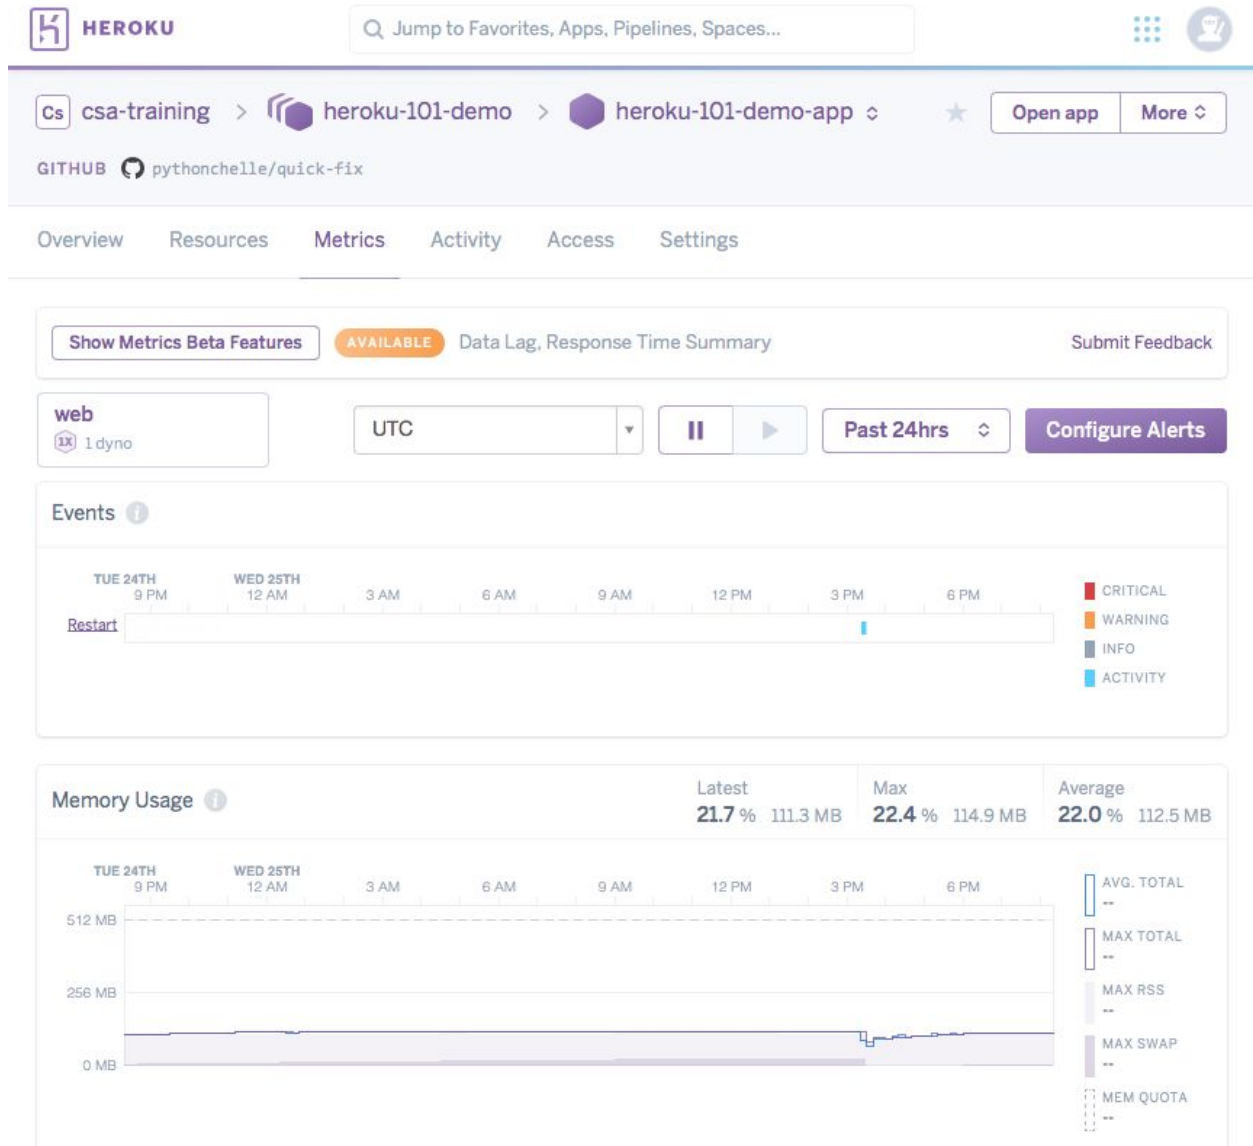 HEROKU
Jump to Favorites, Apps, Pipelines, Spaces...
Cs csa-training > heroku-101-demo > heroku-101-demo-app
Open app More
GITHUB pythonchelle/quick-fix
Overview Resources Metrics Activity Access Settings
Show Metrics Beta Features AVAILABLE Data Lag, Response Time Summary Submit Feedback
web
1X 1 dyno
UTC
Past 24hrs
Configure Alerts
Events
TUE 24TH WED 25TH
9 PM 12 AM 3 AM 6 AM 9 AM 12 PM 3 PM 6 PM
Restart
CRITICAL
WARNING
INFO
ACTIVITY
Memory Usage
Latest
21.7 % 111.3 MB
Max
22.4 % 114.9 MB
Average
22.0 % 112.5 MB
TUE 24TH WED 25TH
9 PM 12 AM 3 AM 6 AM 9 AM 12 PM 3 PM 6 PM
512 MB
256 MB
0 MB
AVG. TOTAL
--
MAX TOTAL
--
MAX RSS
--
MAX SWAP
--
MEM QUOTA
--